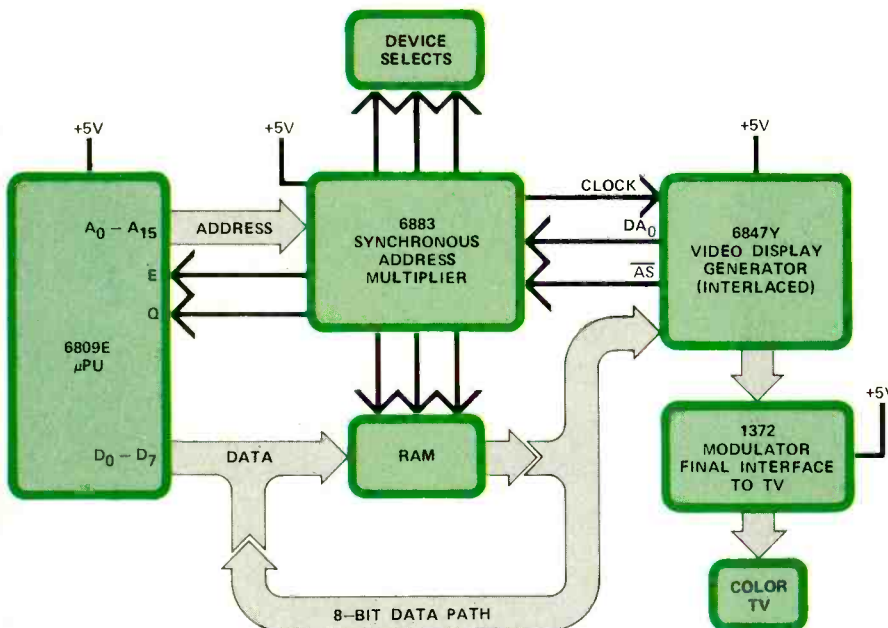 DEVICE
SELECTS
+5V
+5V
+5V
A₀ – A₁₅
ADDRESS
E
Q
6809E
μPU
D₀ – D₇
6883
SYNCHRONOUS
ADDRESS
MULTIPLIER
CLOCK
DA₀
A̅S̅
6847Y
VIDEO DISPLAY
GENERATOR
(INTERLACED)
+5V
DATA
RAM
1372
MODULATOR
FINAL INTERFACE
TO TV
8–BIT DATA PATH
COLOR
TV